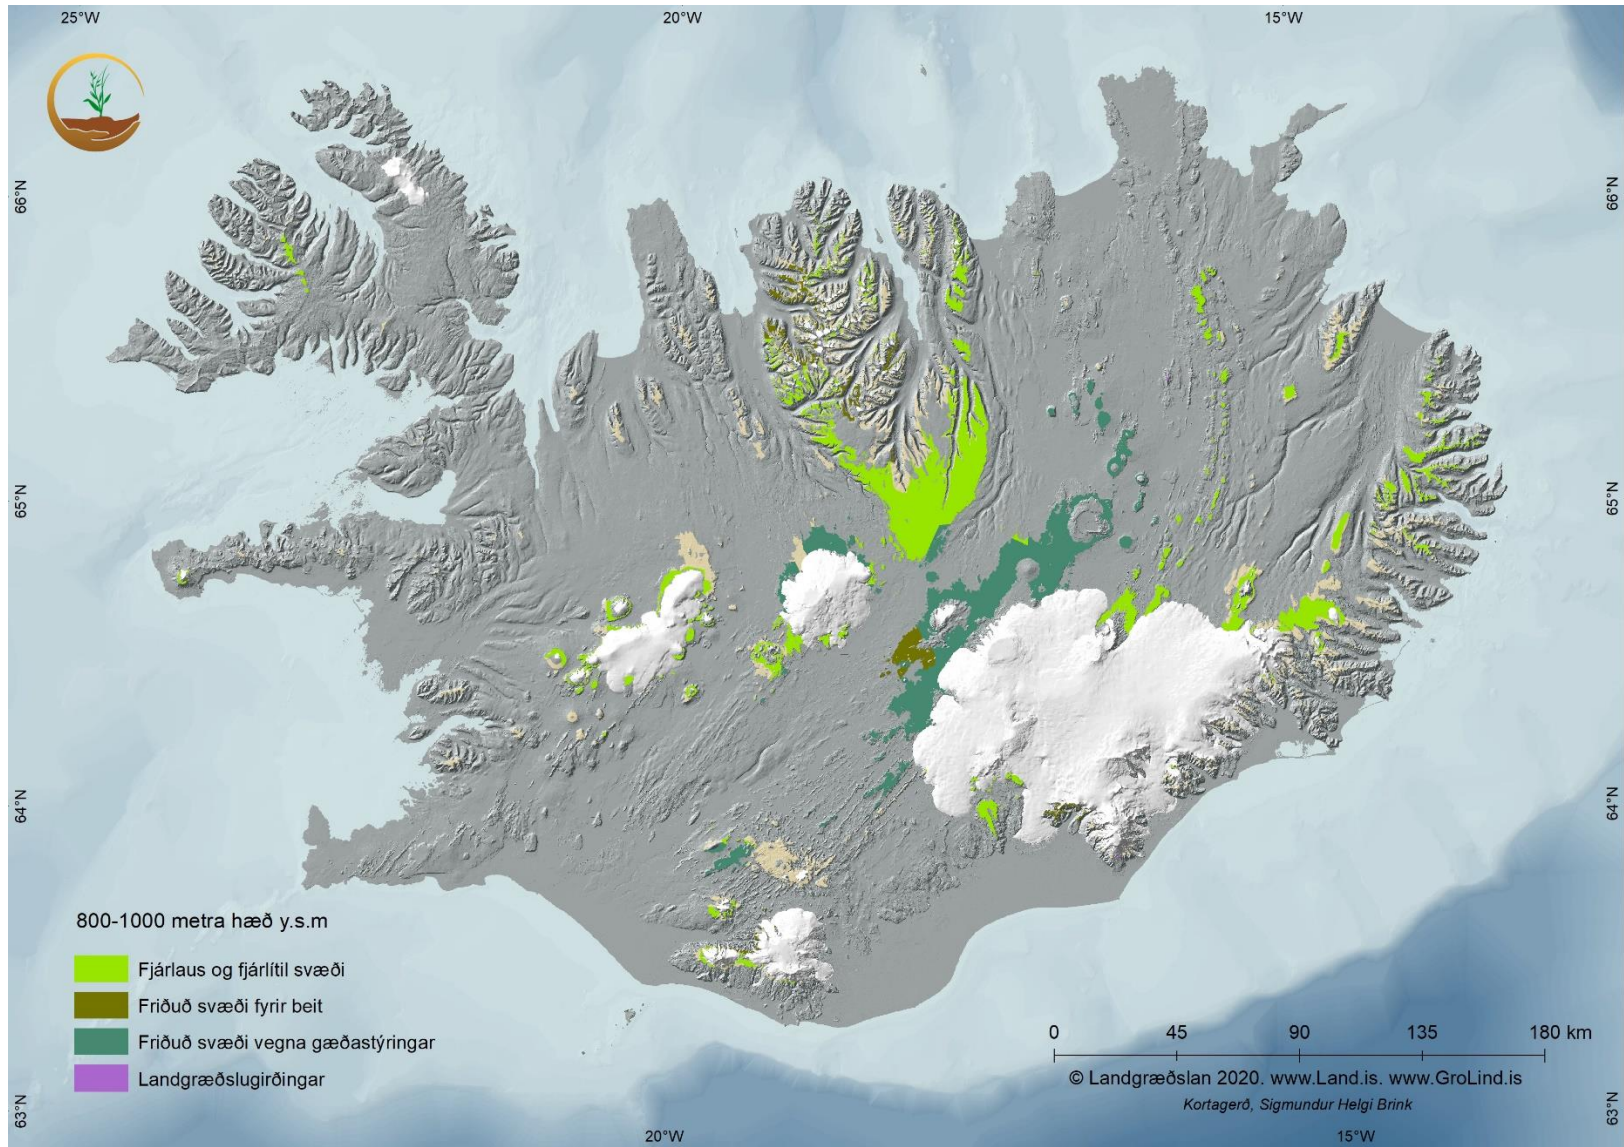 25°W
20°W
15°W
66°N
66°N
65°N
65°N
64°N
64°N
800-1000 metra hæð y.s.m
Fjárlaus og fjárlítil svæði
Friðuð svæði fyrir beit
Friðuð svæði vegna gæðastýringar
Landgræðslugirðingar
0 45 90 135 180 km
© Landgræðslan 2020. www.Land.is. www.GroLind.is
Kortagerð, Sigmundur Helgi Brink
63°N
63°N
20°W
15°W